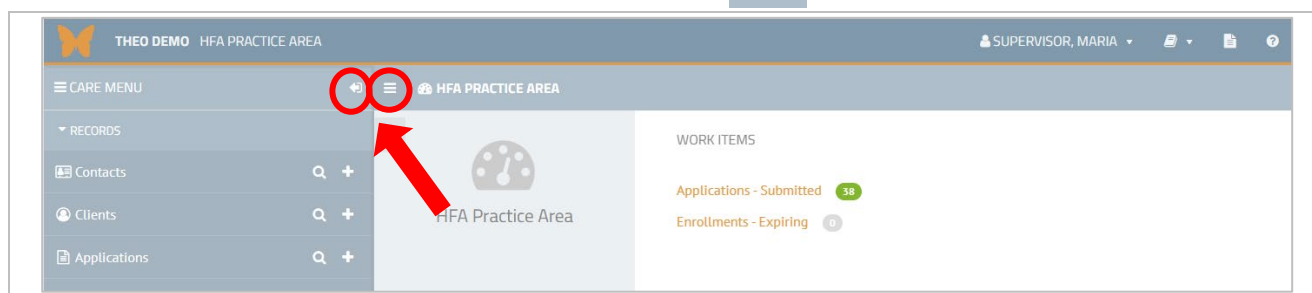 THEO DEMO HFA PRACTICE AREA
SUPERVISOR, MARIA
CARE MENU
HFA PRACTICE AREA
RECORDS
Contacts
Clients
Applications
HFA Practice Area
WORK ITEMS
Applications - Submitted 38
Enrollments - Expiring 0